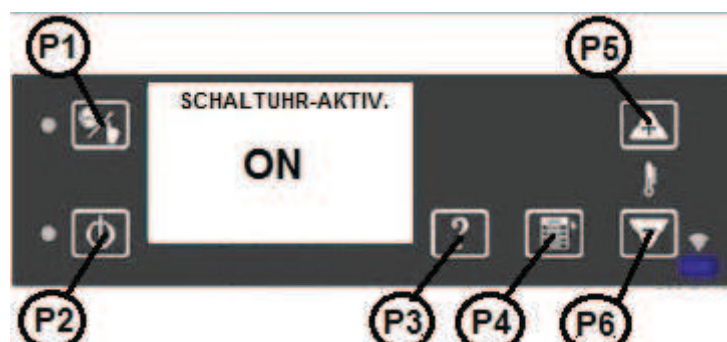 P1
P5
SCHALTUHR-AKTIV.
ON
?
P2
P3
P4
P6